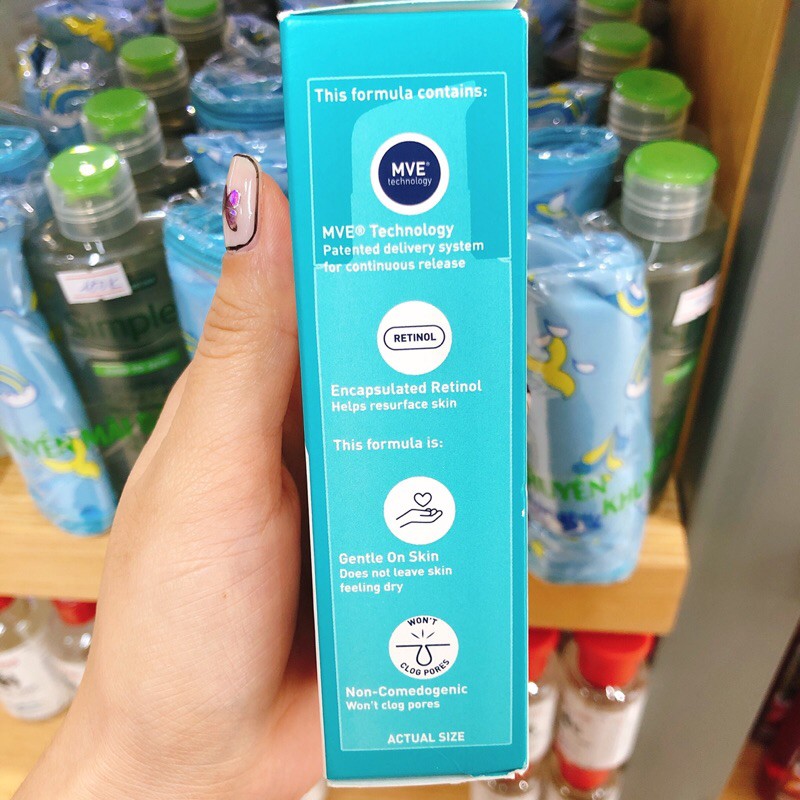 This formula contains:
MVE®
technology
MVE® Technology
Patented delivery system
for continuous release
RETINOL
Encapsulated Retinol
Helps resurface skin
This formula is:
Gentle On Skin
Does not leave skin
feeling dry
WON'T
CLOG PORES
Non-Comedogenic
Won't clog pores
ACTUAL SIZE
Simple